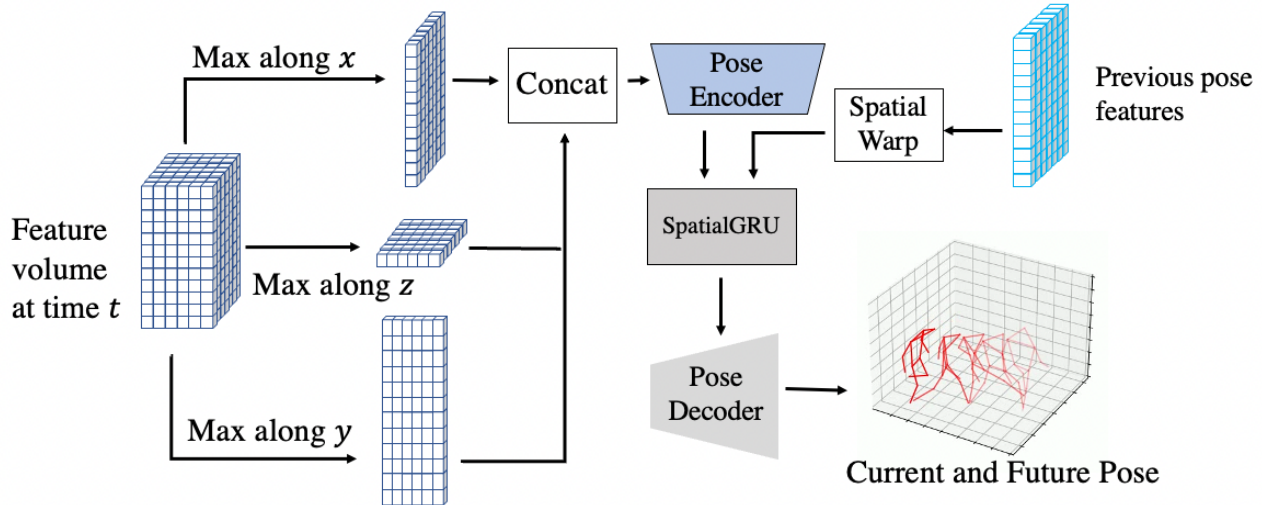 Max along x
Concat
Pose
Encoder
Spatial
Warp
Previous pose
features
Feature
volume
at time t
Max along z
SpatialGRU
Max along y
Pose
Decoder
Current and Future Pose